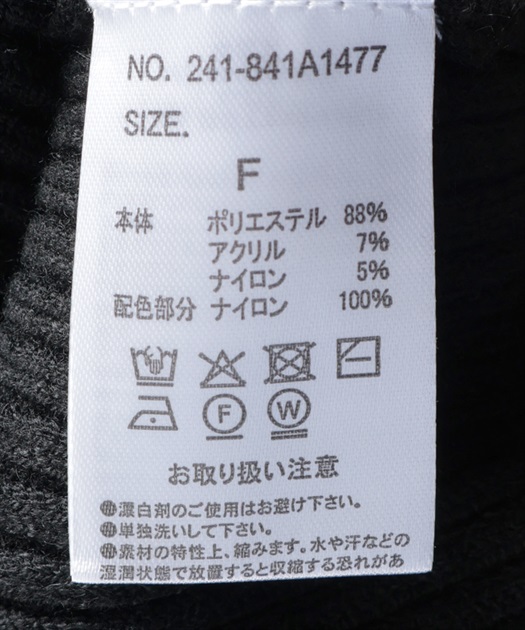 NO. 241-841A1477
SIZE.
F
本体 ポリエステル 88%
アクリル 7%
ナイロン 5%
配色部分 ナイロン 100%
F W
お取り扱い注意
㊕漂白剤のご使用はお避け下さい。
㊕単独洗いして下さい。
㊕素材の特性上、縮みます。水や汗などの
湿潤状態で放置すると収縮する恐れがあ